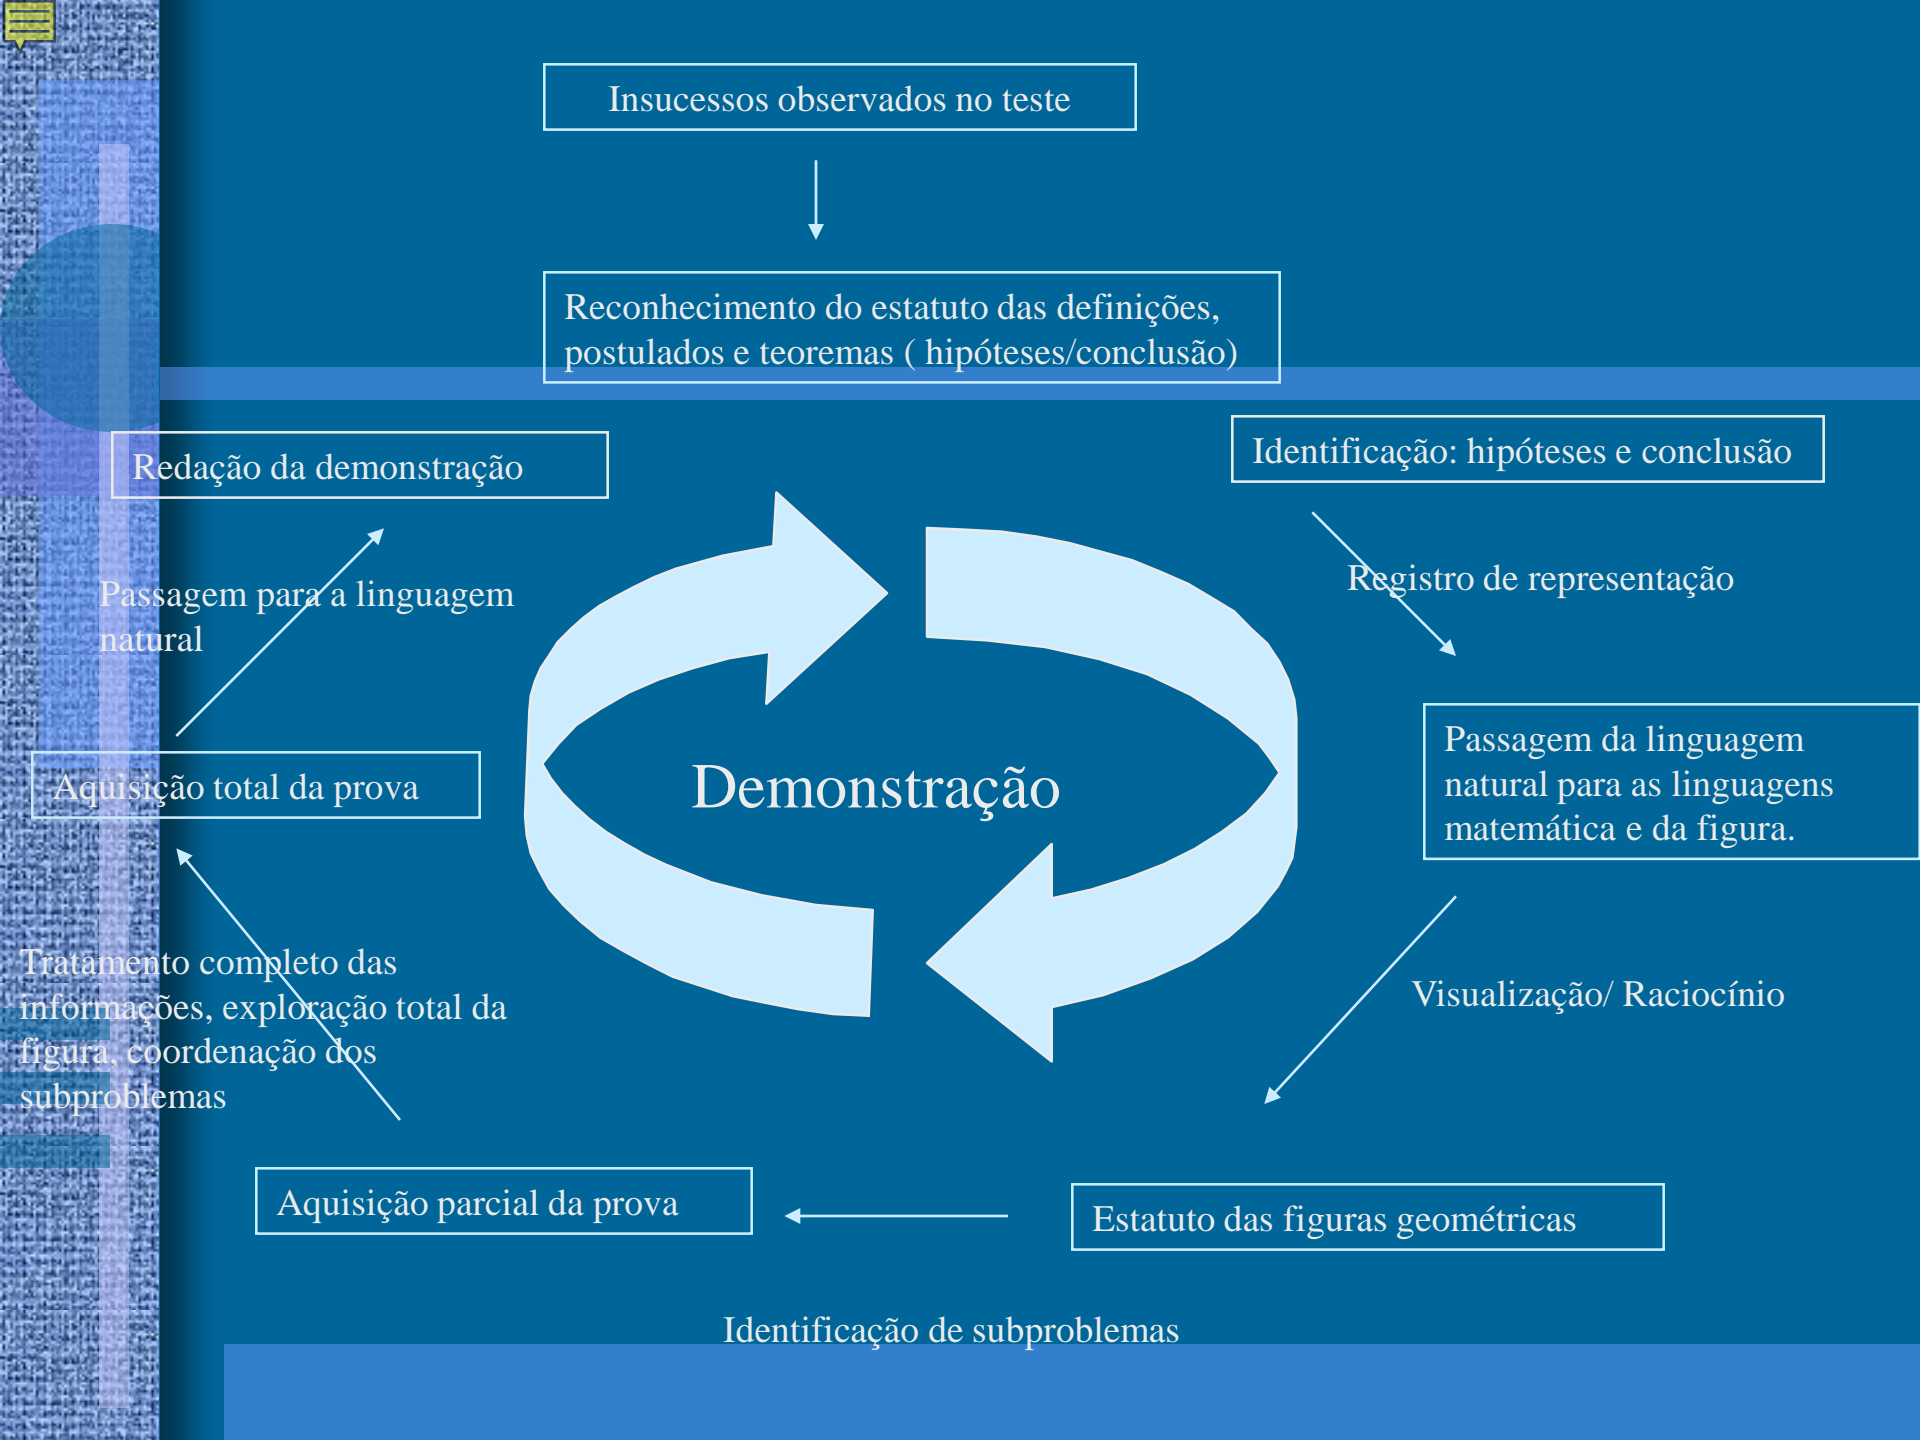 Insucessos observados no teste
Reconhecimento do estatuto das definições,
postulados e teoremas ( hipóteses/conclusão)
Redação da demonstração
Identificação: hipóteses e conclusão
Passagem para a linguagem
natural
Registro de representação
Aquisição total da prova
Demonstração
Passagem da linguagem
natural para as linguagens
matemática e da figura.
Tratamento completo das
informações, exploração total da
figura, coordenação dos
subproblemas
Visualização/ Raciocínio
Aquisição parcial da prova
Estatuto das figuras geométricas
Identificação de subproblemas